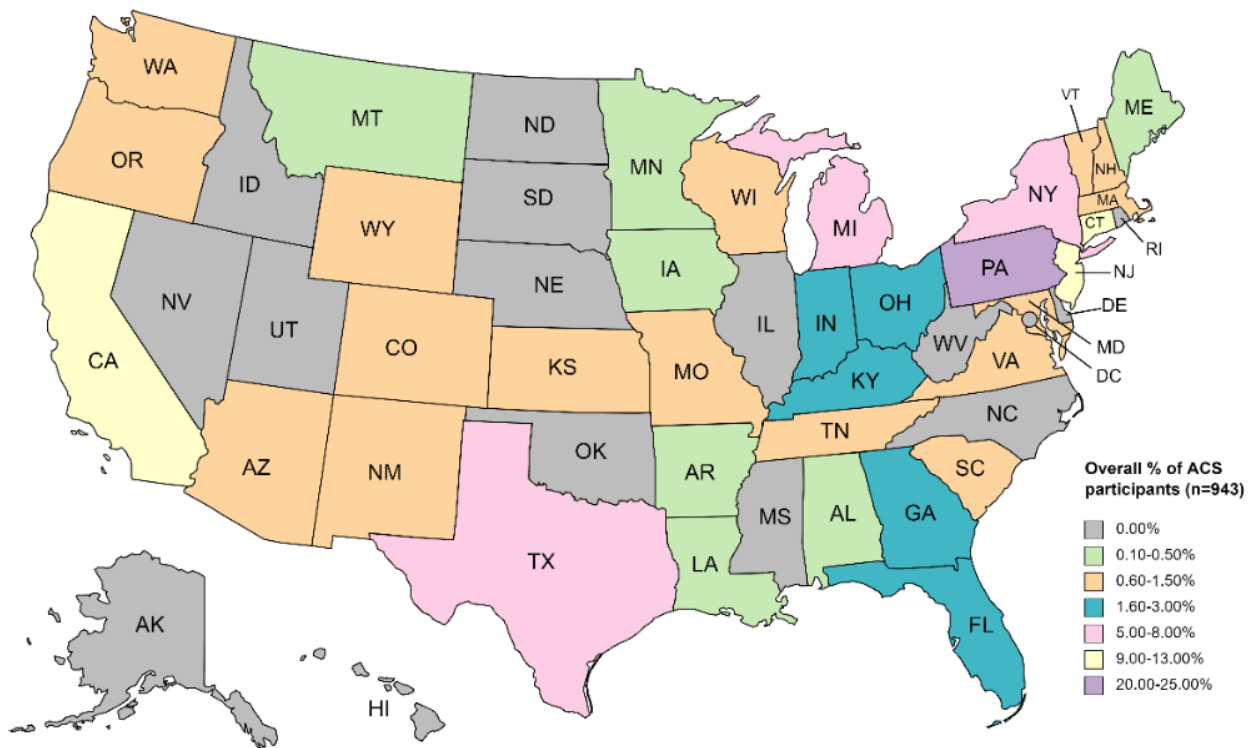 WA
MT
ND
MN
VT
ME
OR
ID
SD
WI
NY
NH
MA
CT
RI
WY
MI
IA
PA
NJ
NE
NV
UT
IL
IN
OH
DE
CA
CO
KS
MO
WV
VA
MD
DC
KY
NC
TN
AZ
NM
OK
AR
SC
MS
AL
GA
TX
LA
FL
AK
HI
Overall % of ACS
participants (n=943)
0.00%
0.10-0.50%
0.60-1.50%
1.60-3.00%
5.00-8.00%
9.00-13.00%
20.00-25.00%